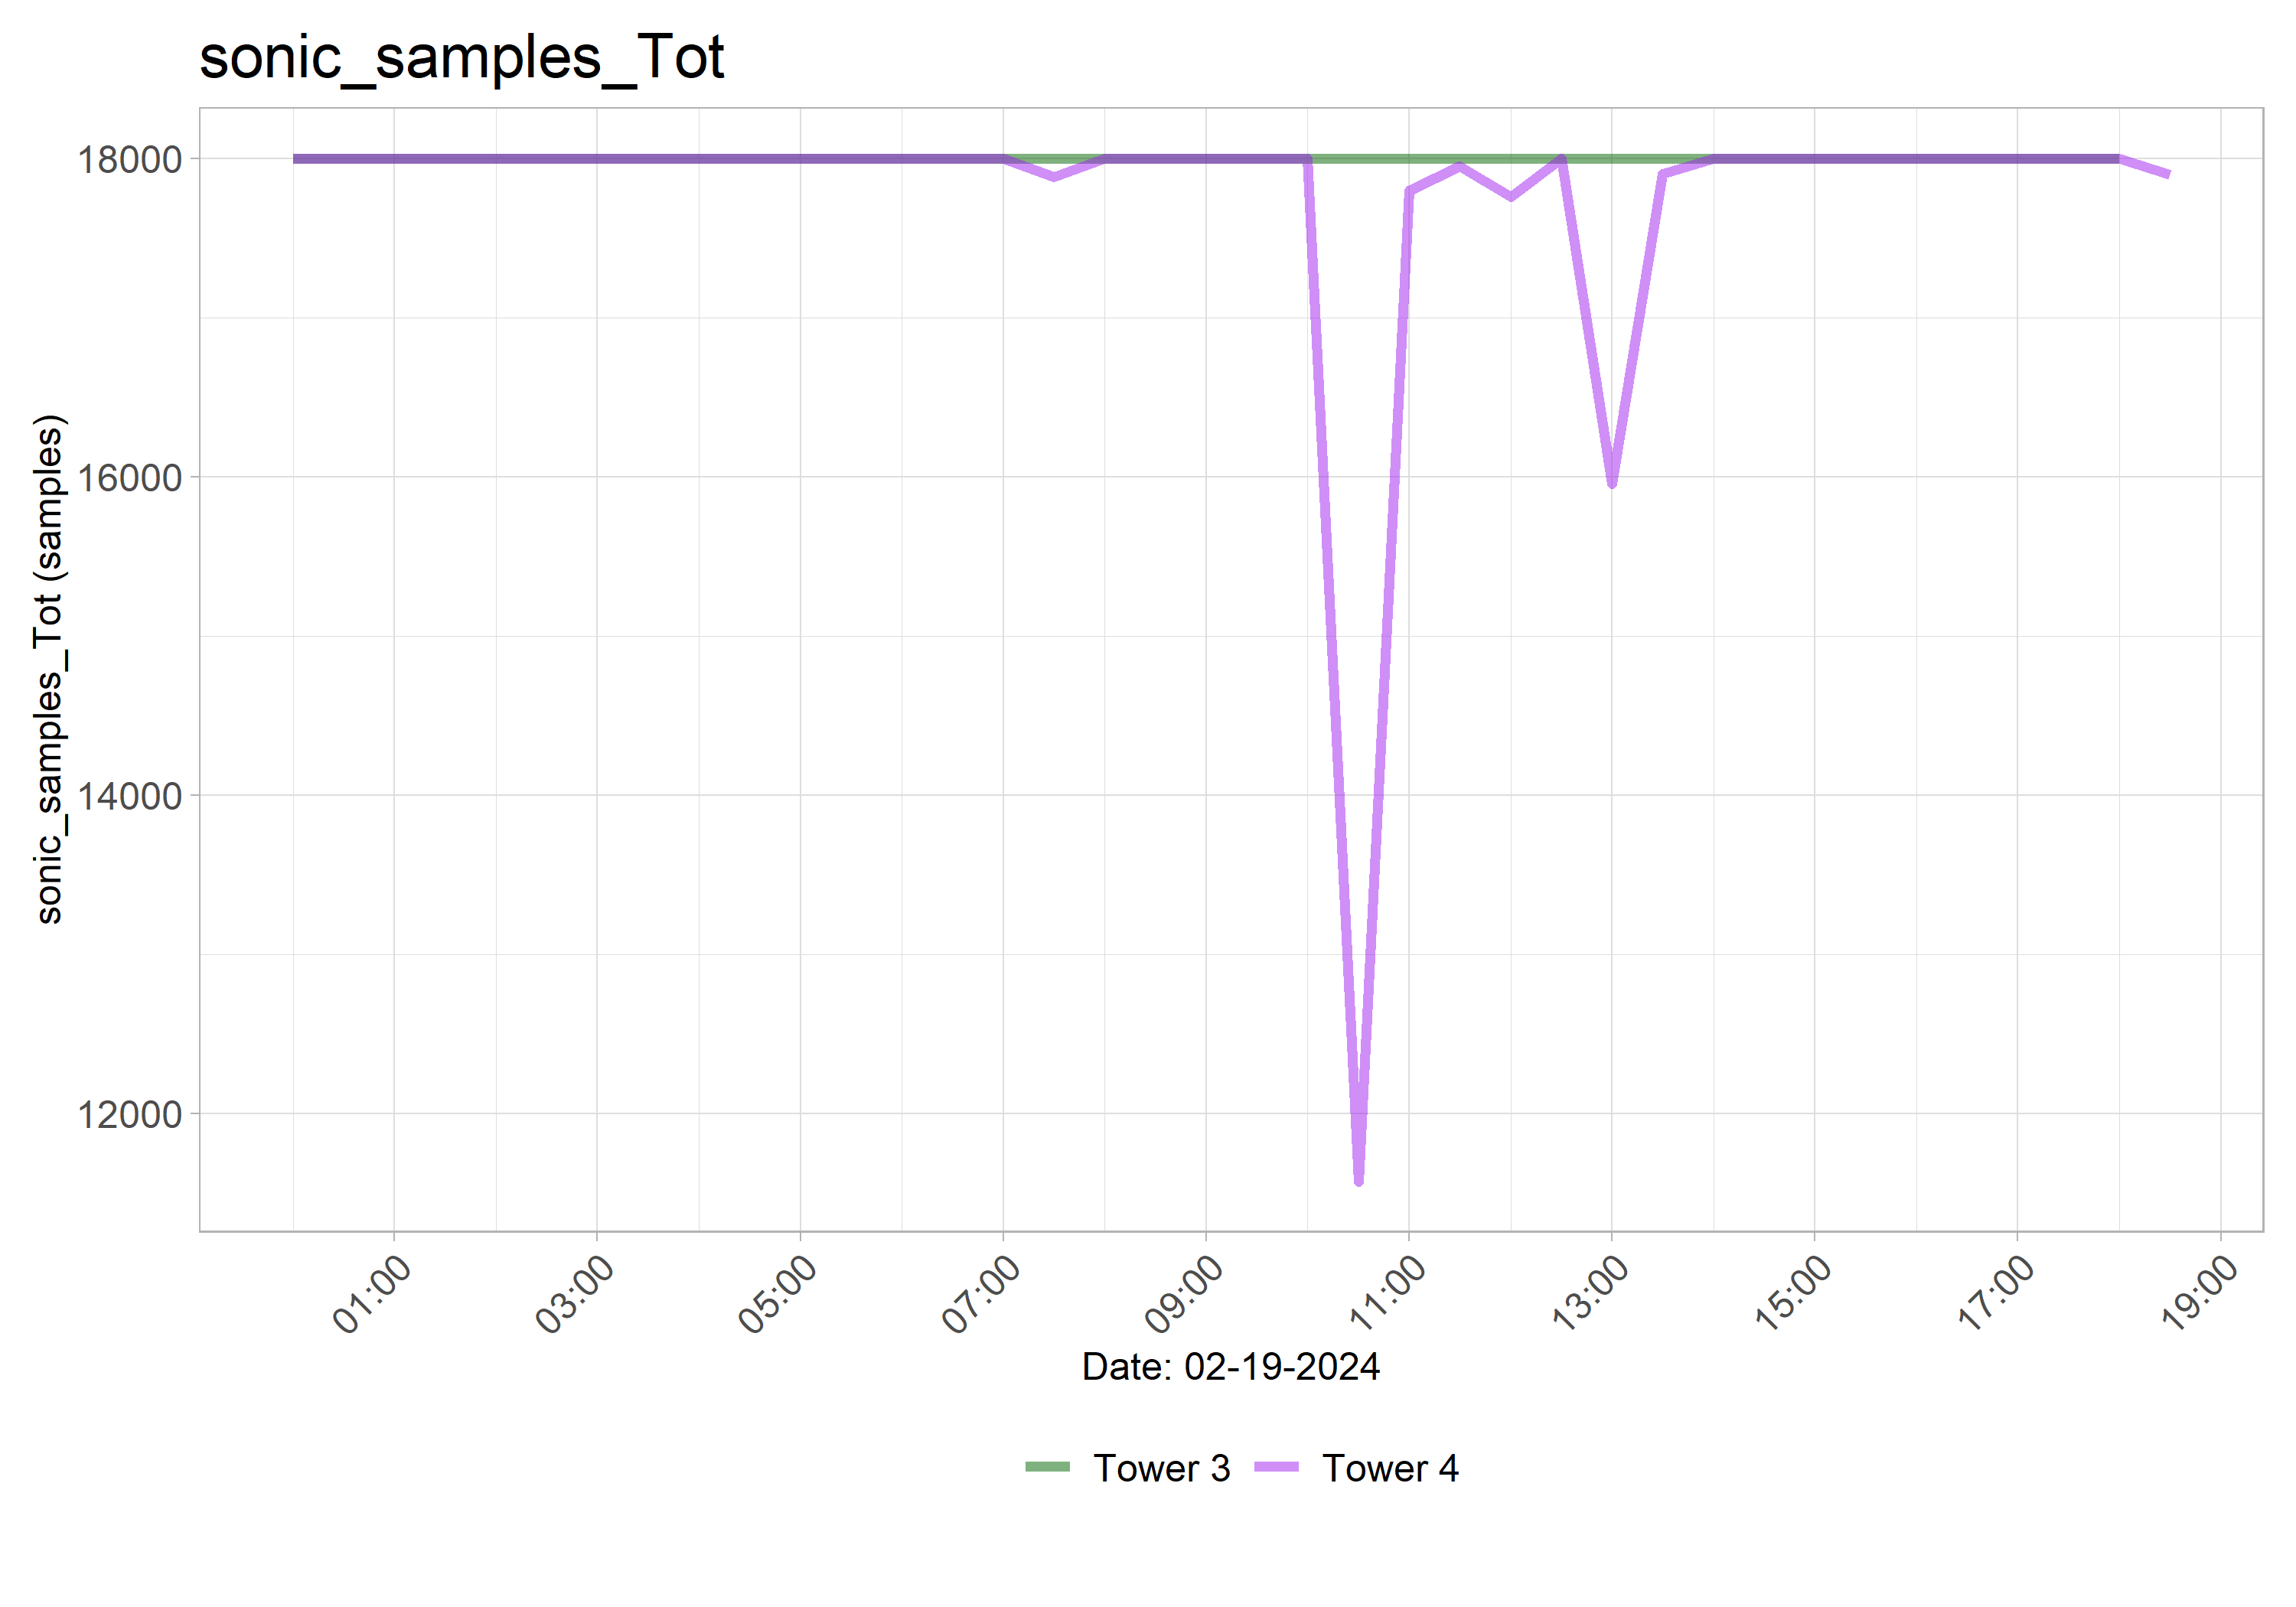 sonic_samples_Tot
sonic_samples_Tot (samples)
18000
16000
14000
12000
01:00
03:00
05:00
07:00
09:00
11:00
13:00
15:00
17:00
19:00
Date: 02-19-2024
Tower 3
Tower 4